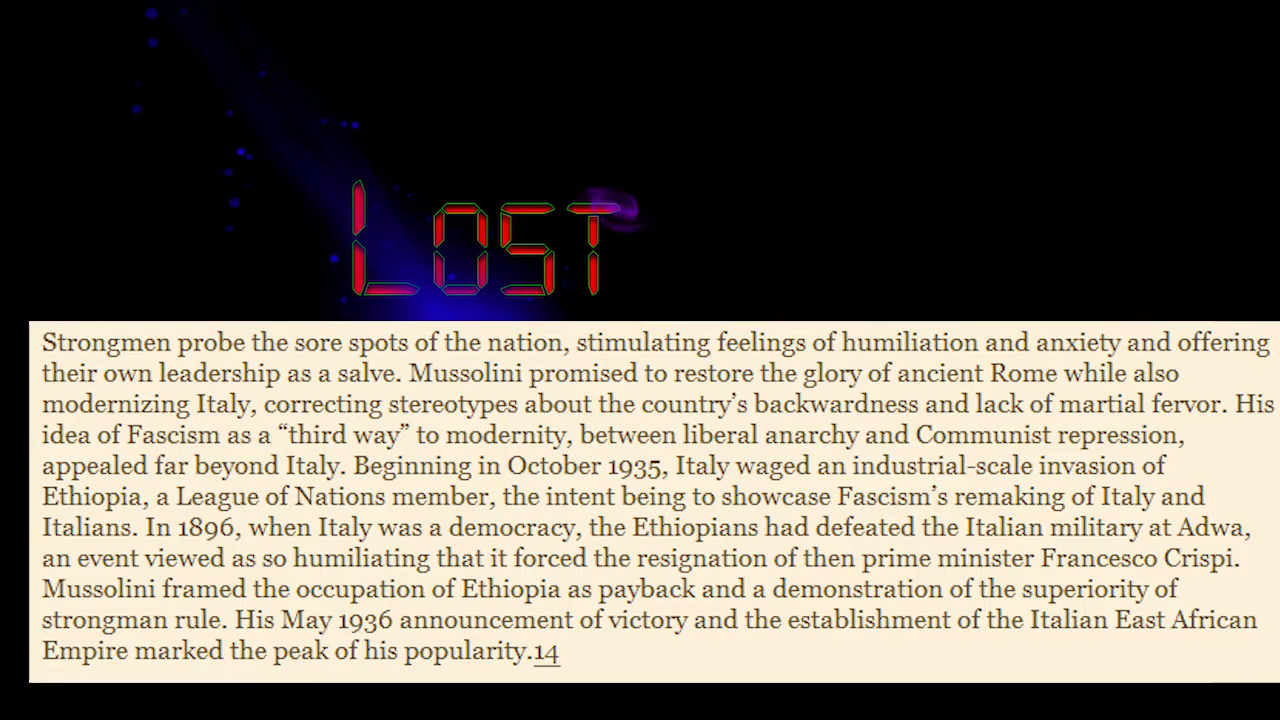 LOST
Strongmen probe the sore spots of the nation, stimulating feelings of humiliation and anxiety and offering
their own leadership as a salve. Mussolini promised to restore the glory of ancient Rome while also
modernizing Italy, correcting stereotypes about the country’s backwardness and lack of martial fervor. His
idea of Fascism as a “third way” to modernity, between liberal anarchy and Communist repression,
appealed far beyond Italy. Beginning in October 1935, Italy waged an industrial-scale invasion of
Ethiopia, a League of Nations member, the intent being to showcase Fascism’s remaking of Italy and
Italians. In 1896, when Italy was a democracy, the Ethiopians had defeated the Italian military at Adwa,
an event viewed as so humiliating that it forced the resignation of then prime minister Francesco Crispi.
Mussolini framed the occupation of Ethiopia as payback and a demonstration of the superiority of
strongman rule. His May 1936 announcement of victory and the establishment of the Italian East African
Empire marked the peak of his popularity.14